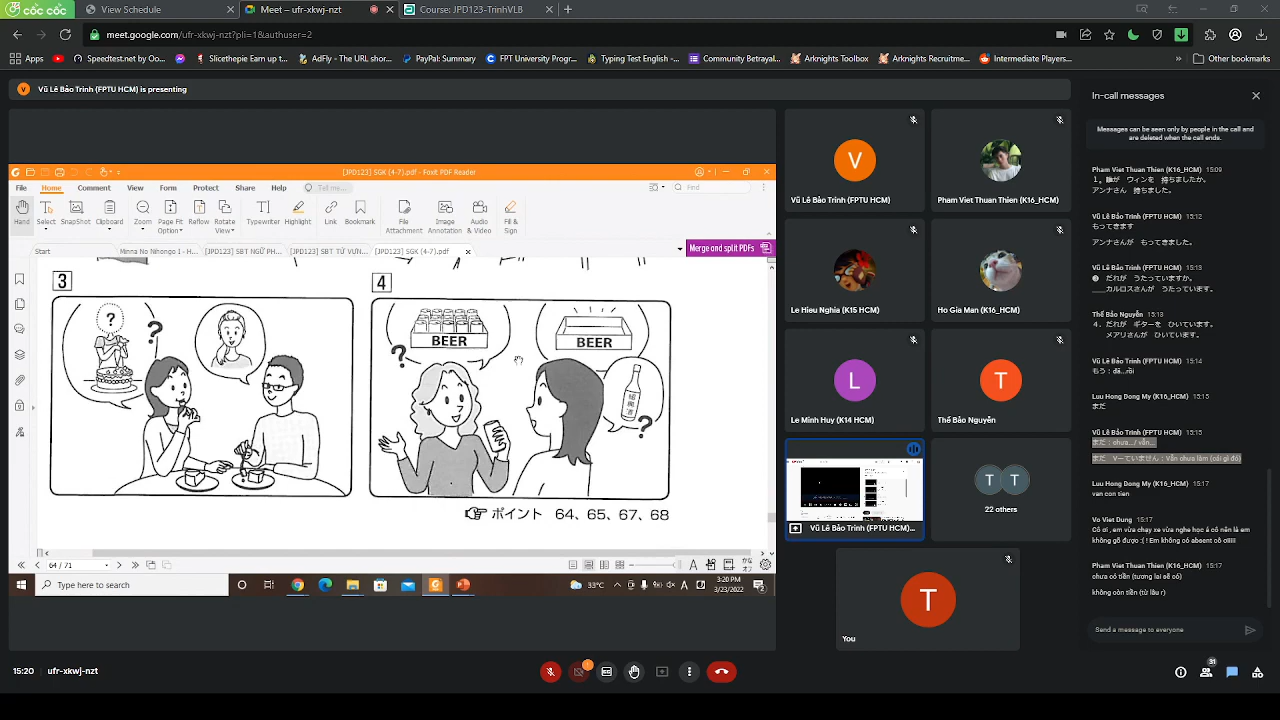 cốc cốc
View Schedule
Meet – ufr-xkwj-nzt
Course: JPD123-TrinhVLB
meet.google.com/ufr-xkwj-nzt?pli=1&authuser=2
Apps
Speedtest.net by Oo...
Slicethepie Earn up t...
AdFly - The URL shor...
PayPal: Summary
FPT University Progr...
Typing Test English -...
Community Betrayal...
Arknights Toolbox
Arknights Recruitme...
Intermediate Players...
Other bookmarks
V
Vũ Lê Bảo Trinh (FPTU HCM) is presenting
[JPD123] SGK (4-7).pdf - Foxit PDF Reader
File
Home
Comment
View
Form
Protect
Share
Help
Tell me...
Find
Hand
Select
SnapShot
Clipboard
Zoom
Page Fit Option
Reflow
Rotate View
Typewriter
Highlight
Link
Bookmark
File Attachment
Image Annotation
Audio & Video
Fill & Sign
Start
Minna No Nihongo 1 - H...
[JPD123] SBT NGỮ PH...
[JPD123] SBT TỪ VỰN...
[JPD123] SGK (4-7).pdf
Merge and split PDFs
3
4
?
?
?
BEER
BEER
?
ポイント 64、65、67、68
64 / 71
Type here to search
33°C
3:20 PM
3/23/2022
2
V
Vũ Lê Bảo Trinh (FPTU HCM)
Pham Viet Thuan Thien (K16_HCM)
Le Hieu Nghia (K15 HCM)
Ho Gia Man (K16_HCM)
L
Le Minh Huy (K14 HCM)
T
Thế Bảo Nguyễn
Vũ Lê Bảo Trinh (FPTU HCM)...
T
T
22 others
T
You
In-call messages
Messages can be seen only by people in the call and are deleted when the call ends.
Pham Viet Thuan Thien (K16_HCM) 15:09
1。誰が ヴィンを 持ちましたか。
アンナさん 持ちました。
Vũ Lê Bảo Trinh (FPTU HCM) 15:12
もってきます
アンナさんが もってきました。
Vũ Lê Bảo Trinh (FPTU HCM) 15:13
❸ だれが うたっていますか。
____カルロスさんが うたっています。
Thế Bảo Nguyễn 15:13
4．だれが ギターを ひいています。
メアリさんが ひいています。
Vũ Lê Bảo Trinh (FPTU HCM) 15:14
もう : đã...rồi
Luu Hong Dong My (K16_HCM) 15:15
まだ
Vũ Lê Bảo Trinh (FPTU HCM) 15:15
まだ : chưa.../ vẫn...
まだ Vーていません : Vẫn chưa làm (cái gì đó)
Luu Hong Dong My (K16_HCM) 15:17
van con tien
Vo Viet Dung 15:17
Cô ơi , em vừa chạy xe vừa nghe học ấ cô nên là em không gõ được :( ! Em không có absent cô ơiiiii
Pham Viet Thuan Thien (K16_HCM) 15:17
chưa có tiền (tương lai sẽ có)
không còn tiền (từ lâu r)
Send a message to everyone
15:20
ufr-xkwj-nzt
31